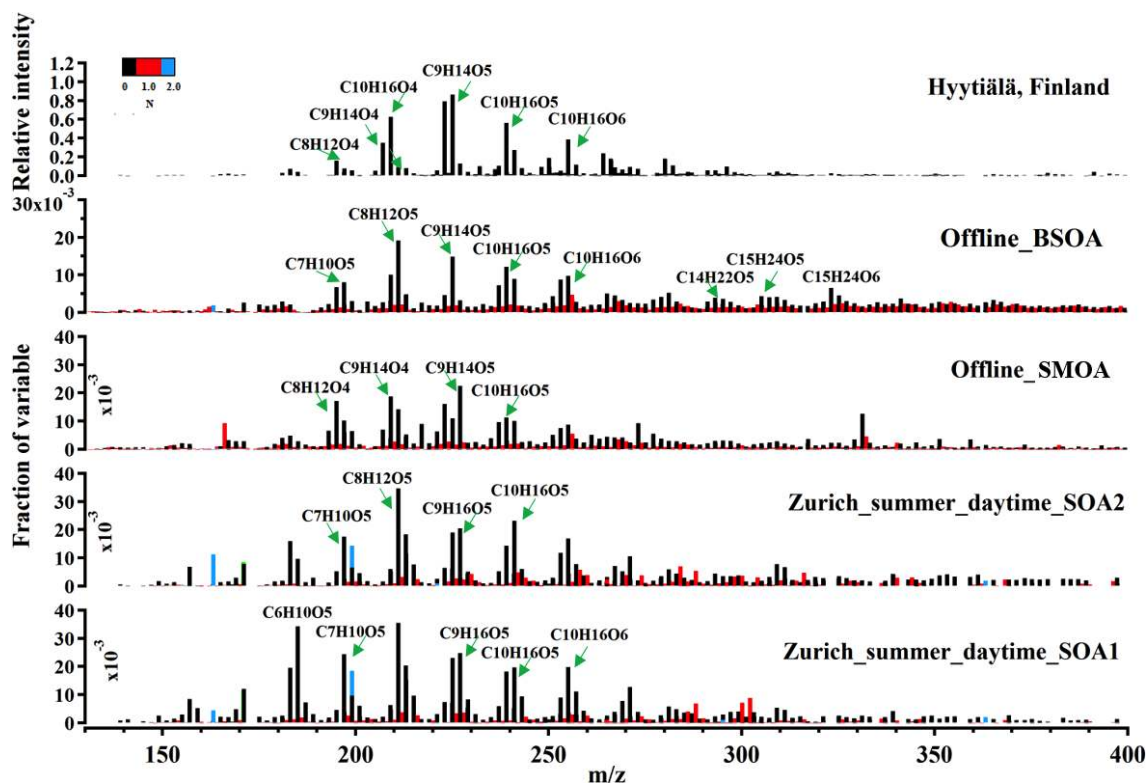 Relative intensity
1.2
1.0
0.8
0.6
0.4
0.2
0.0
0 1.0 2.0
N
C8H12O4
C9H14O4
C10H16O4
C9H14O5
C10H16O5
C10H16O6
Hyytiälä, Finland
30x10-3
20
10
0
C7H10O5
C8H12O5
C9H14O5
C10H16O5
C10H16O6
C14H22O5
C15H24O5
C15H24O6
Offline_BSOA
Fraction of variable
40
30
20
10
0
x10-3
C8H12O4
C9H14O4
C9H14O5
C10H16O5
Offline_SMOA
40
30
20
10
0
x10-3
C7H10O5
C8H12O5
C9H16O5
C10H16O5
Zurich_summer_daytime_SOA2
40
30
20
10
0
x10-3
C6H10O5
C7H10O5
C9H16O5
C10H16O5
C10H16O6
Zurich_summer_daytime_SOA1
150 200 250 300 350 400
m/z